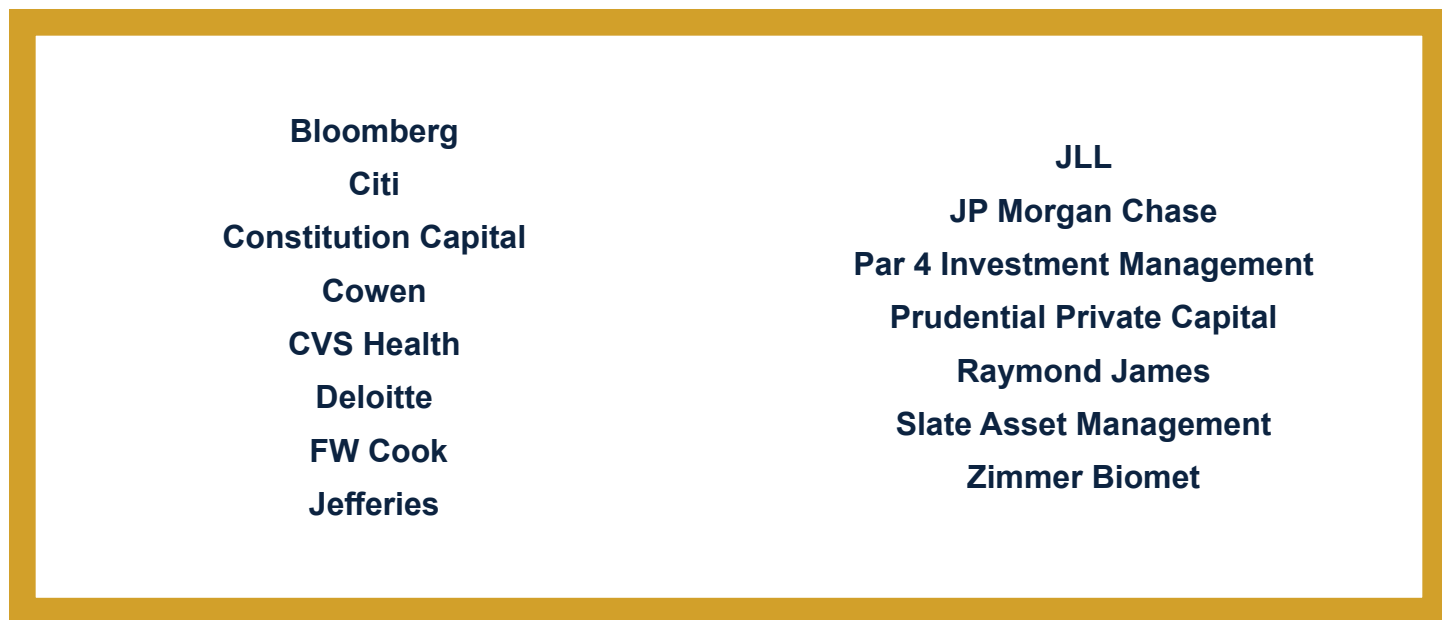 Bloomberg
Citi
Constitution Capital
Cowen
CVS Health
Deloitte
FW Cook
Jefferies
JLL
JP Morgan Chase
Par 4 Investment Management
Prudential Private Capital
Raymond James
Slate Asset Management
Zimmer Biomet